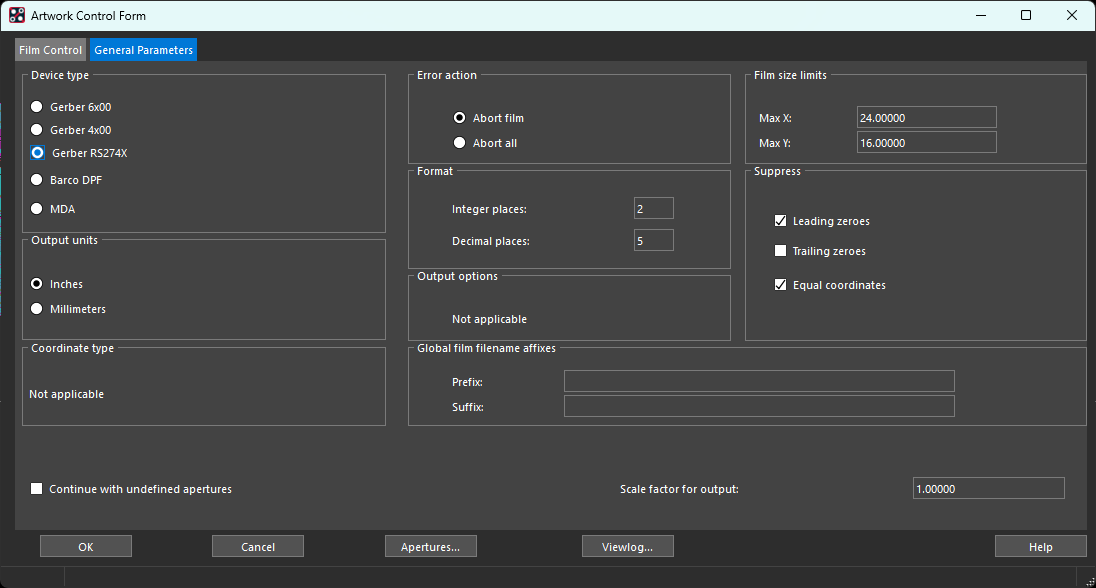 Artwork Control Form
Film Control
General Parameters
Device type
Gerber 6x00
Gerber 4x00
Gerber RS274X
Barco DPF
MDA
Error action
Abort film
Abort all
Film size limits
Max X: 24.00000
Max Y: 16.00000
Format
Integer places: 2
Decimal places: 5
Suppress
Leading zeroes
Trailing zeroes
Equal coordinates
Output units
Inches
Millimeters
Output options
Not applicable
Coordinate type
Not applicable
Global film filename affixes
Prefix:
Suffix:
Continue with undefined apertures
Scale factor for output: 1.00000
OK
Cancel
Apertures...
Viewlog...
Help